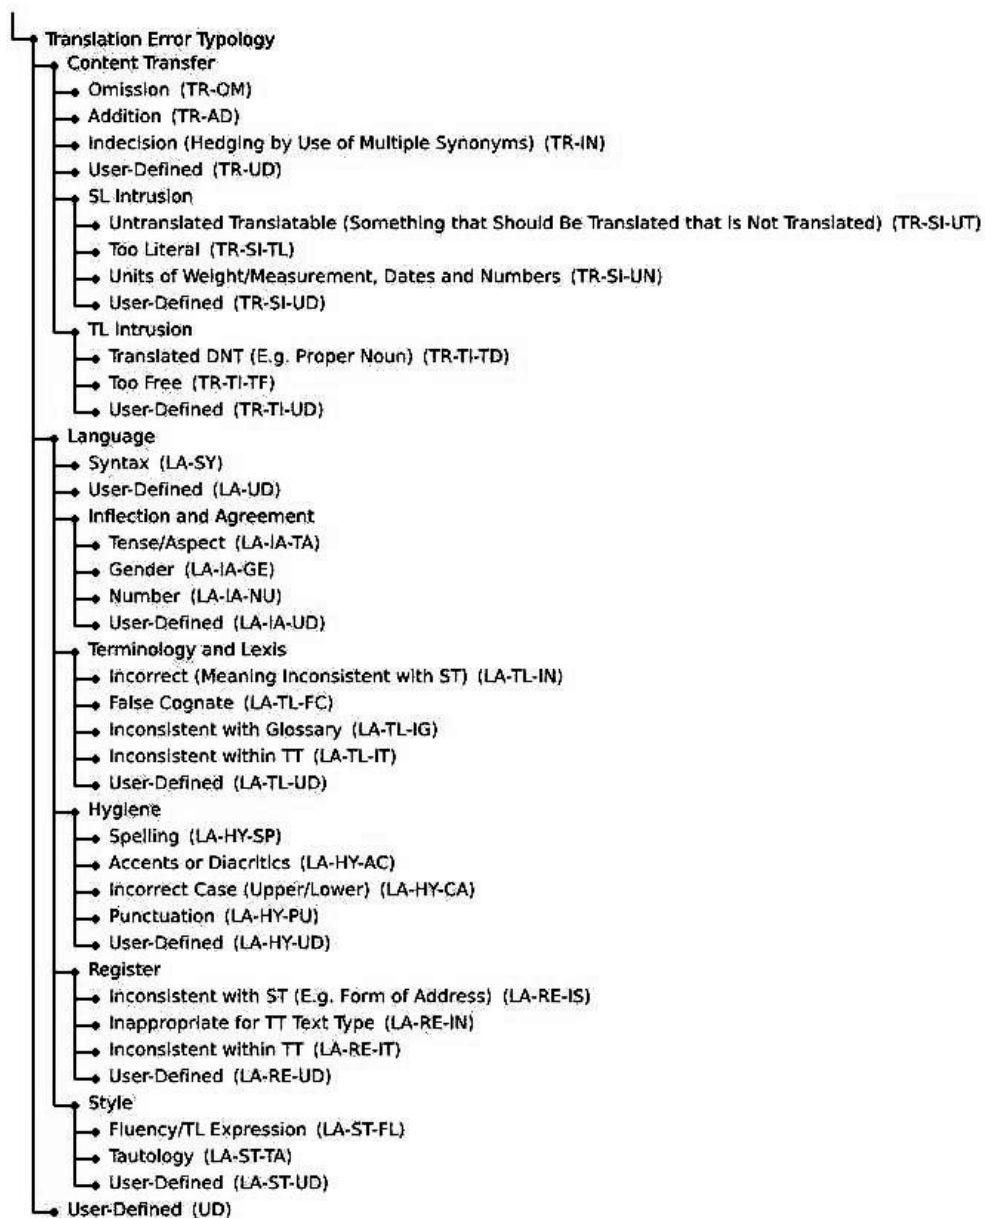 Translation Error Typology
Content Transfer
Omission (TR-OM)
Addition (TR-AD)
Indecision (Hedging by Use of Multiple Synonyms) (TR-IN)
User-Defined (TR-UD)
SL Intrusion
Untranslated Translatable (Something that Should Be Translated that is Not Translated) (TR-SI-UT)
Too Literal (TR-SI-TL)
Units of Weight/Measurement, Dates and Numbers (TR-SI-UN)
User-Defined (TR-SI-UD)
TL Intrusion
Translated DNT (E.g. Proper Noun) (TR-TI-TD)
Too Free (TR-TI-TF)
User-Defined (TR-TI-UD)
Language
Syntax (LA-SY)
User-Defined (LA-UD)
Inflection and Agreement
Tense/Aspect (LA-IA-TA)
Gender (LA-IA-GE)
Number (LA-IA-NU)
User-Defined (LA-IA-UD)
Terminology and Lexis
Incorrect (Meaning Inconsistent with ST) (LA-TL-IN)
False Cognate (LA-TL-FC)
Inconsistent with Glossary (LA-TL-IG)
Inconsistent within TT (LA-TL-IT)
User-Defined (LA-TL-UD)
Hygiene
Spelling (LA-HY-SP)
Accents or Diacritics (LA-HY-AC)
Incorrect Case (Upper/Lower) (LA-HY-CA)
Punctuation (LA-HY-PU)
User-Defined (LA-HY-UD)
Register
Inconsistent with ST (E.g. Form of Address) (LA-RE-IS)
Inappropriate for TT Text Type (LA-RE-IN)
Inconsistent within TT (LA-RE-IT)
User-Defined (LA-RE-UD)
Style
Fluency/TL Expression (LA-ST-FL)
Tautology (LA-ST-TA)
User-Defined (LA-ST-UD)
User-Defined (UD)